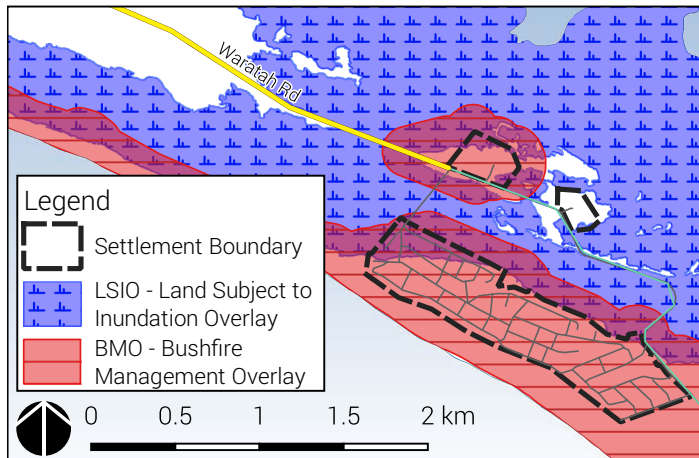 Waratah Rd
Legend
Settlement Boundary
LSIO - Land Subject to
Inundation Overlay
BMO - Bushfire
Management Overlay
0 0.5 1 1.5 2 km